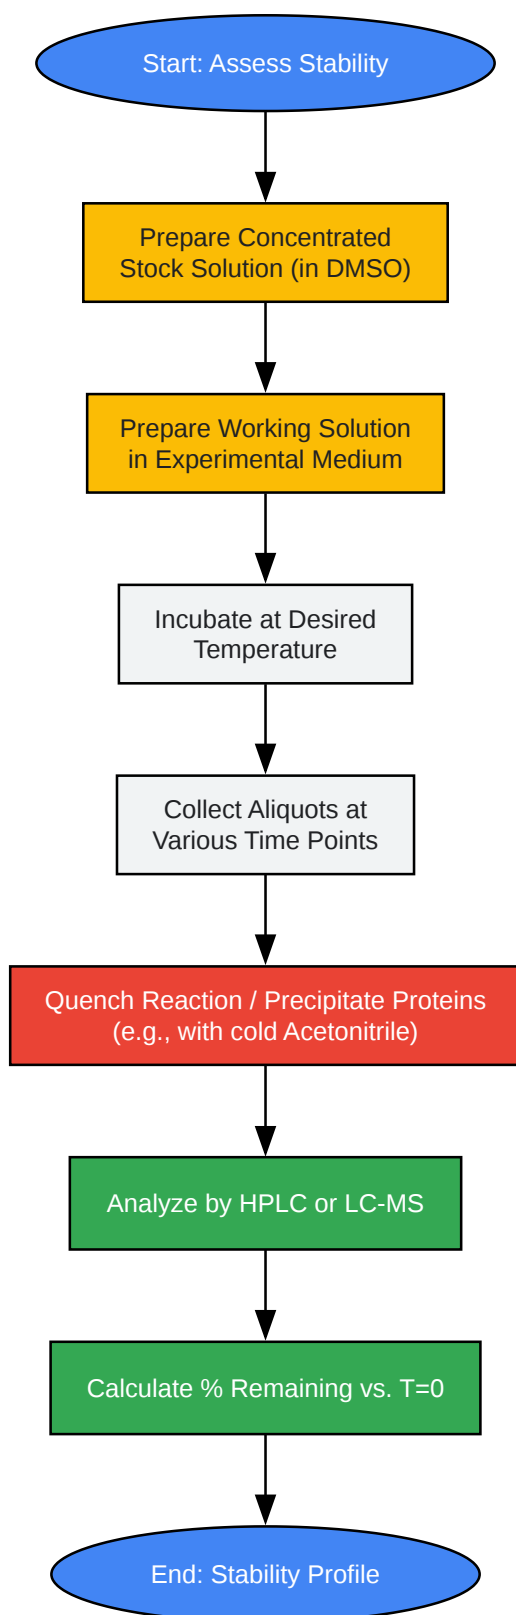 Start: Assess Stability
Prepare Concentrated
Stock Solution (in DMSO)
Prepare Working Solution
in Experimental Medium
Incubate at Desired
Temperature
Collect Aliquots at
Various Time Points
Quench Reaction / Precipitate Proteins
(e.g., with cold Acetonitrile)
Analyze by HPLC or LC-MS
Calculate % Remaining vs. T=0
End: Stability Profile